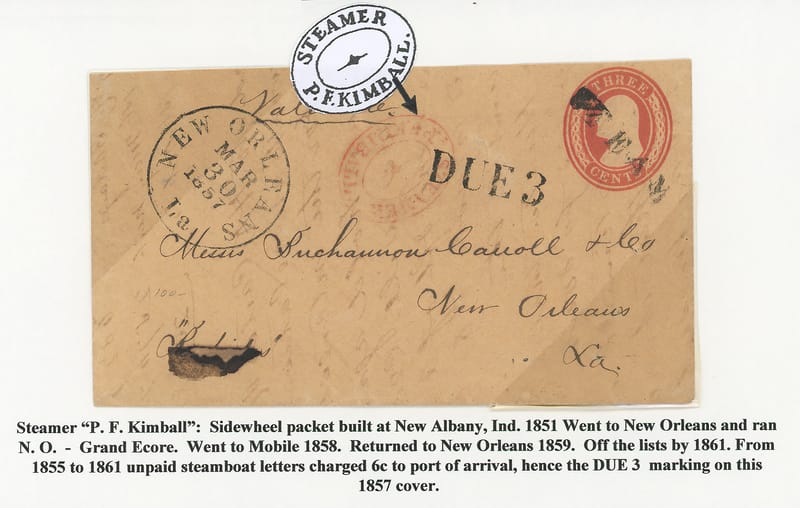 STEAMER
P. F. KIMBALL.
THREE
CENTS
NEW ORLEANS
MAR
30
1857
La
DUE 3
STEAM
Messrs Buchannon Carroll & Co
New Orleans
La.
100-
Steamer “P. F. Kimball”: Sidewheel packet built at New Albany, Ind. 1851 Went to New Orleans and ran
N. O. - Grand Ecore. Went to Mobile 1858. Returned to New Orleans 1859. Off the lists by 1861. From
1855 to 1861 unpaid steamboat letters charged 6c to port of arrival, hence the DUE 3 marking on this
1857 cover.